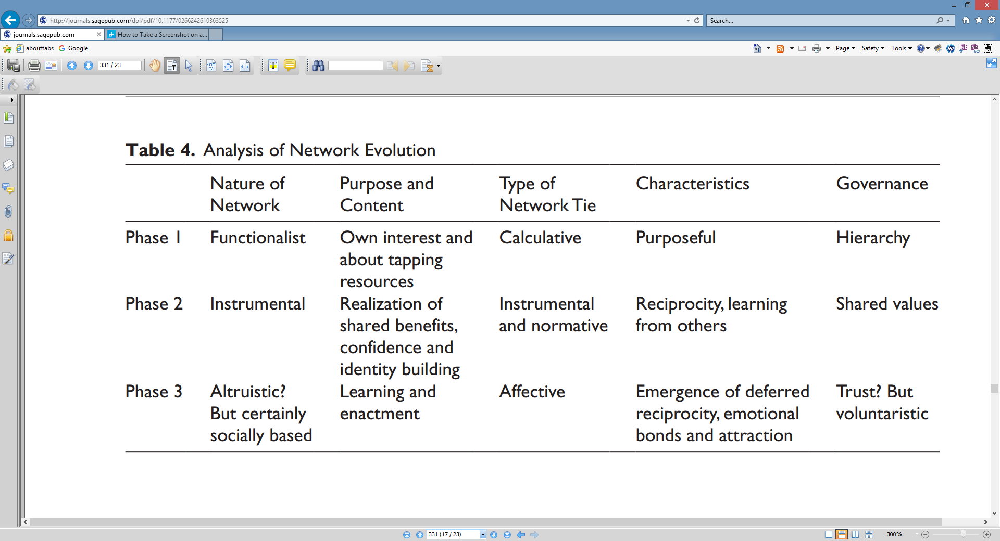 http://journals.sagepub.com/doi/pdf/10.1177/0266242610363525
Search...
journals.sagepub.com
How to Take a Screenshot on a...
abouttabs
Google
Page
Safety
Tools
331 / 23
Table 4. Analysis of Network Evolution
Nature of Network
Purpose and Content
Type of Network Tie
Characteristics
Governance
Phase 1
Functionalist
Own interest and
about tapping
resources
Calculative
Purposeful
Hierarchy
Phase 2
Instrumental
Realization of
shared benefits,
confidence and
identity building
Instrumental
and normative
Reciprocity, learning
from others
Shared values
Phase 3
Altruistic?
But certainly
socially based
Learning and
enactment
Affective
Emergence of deferred
reciprocity, emotional
bonds and attraction
Trust? But
voluntaristic
331 (17 / 23)
300%